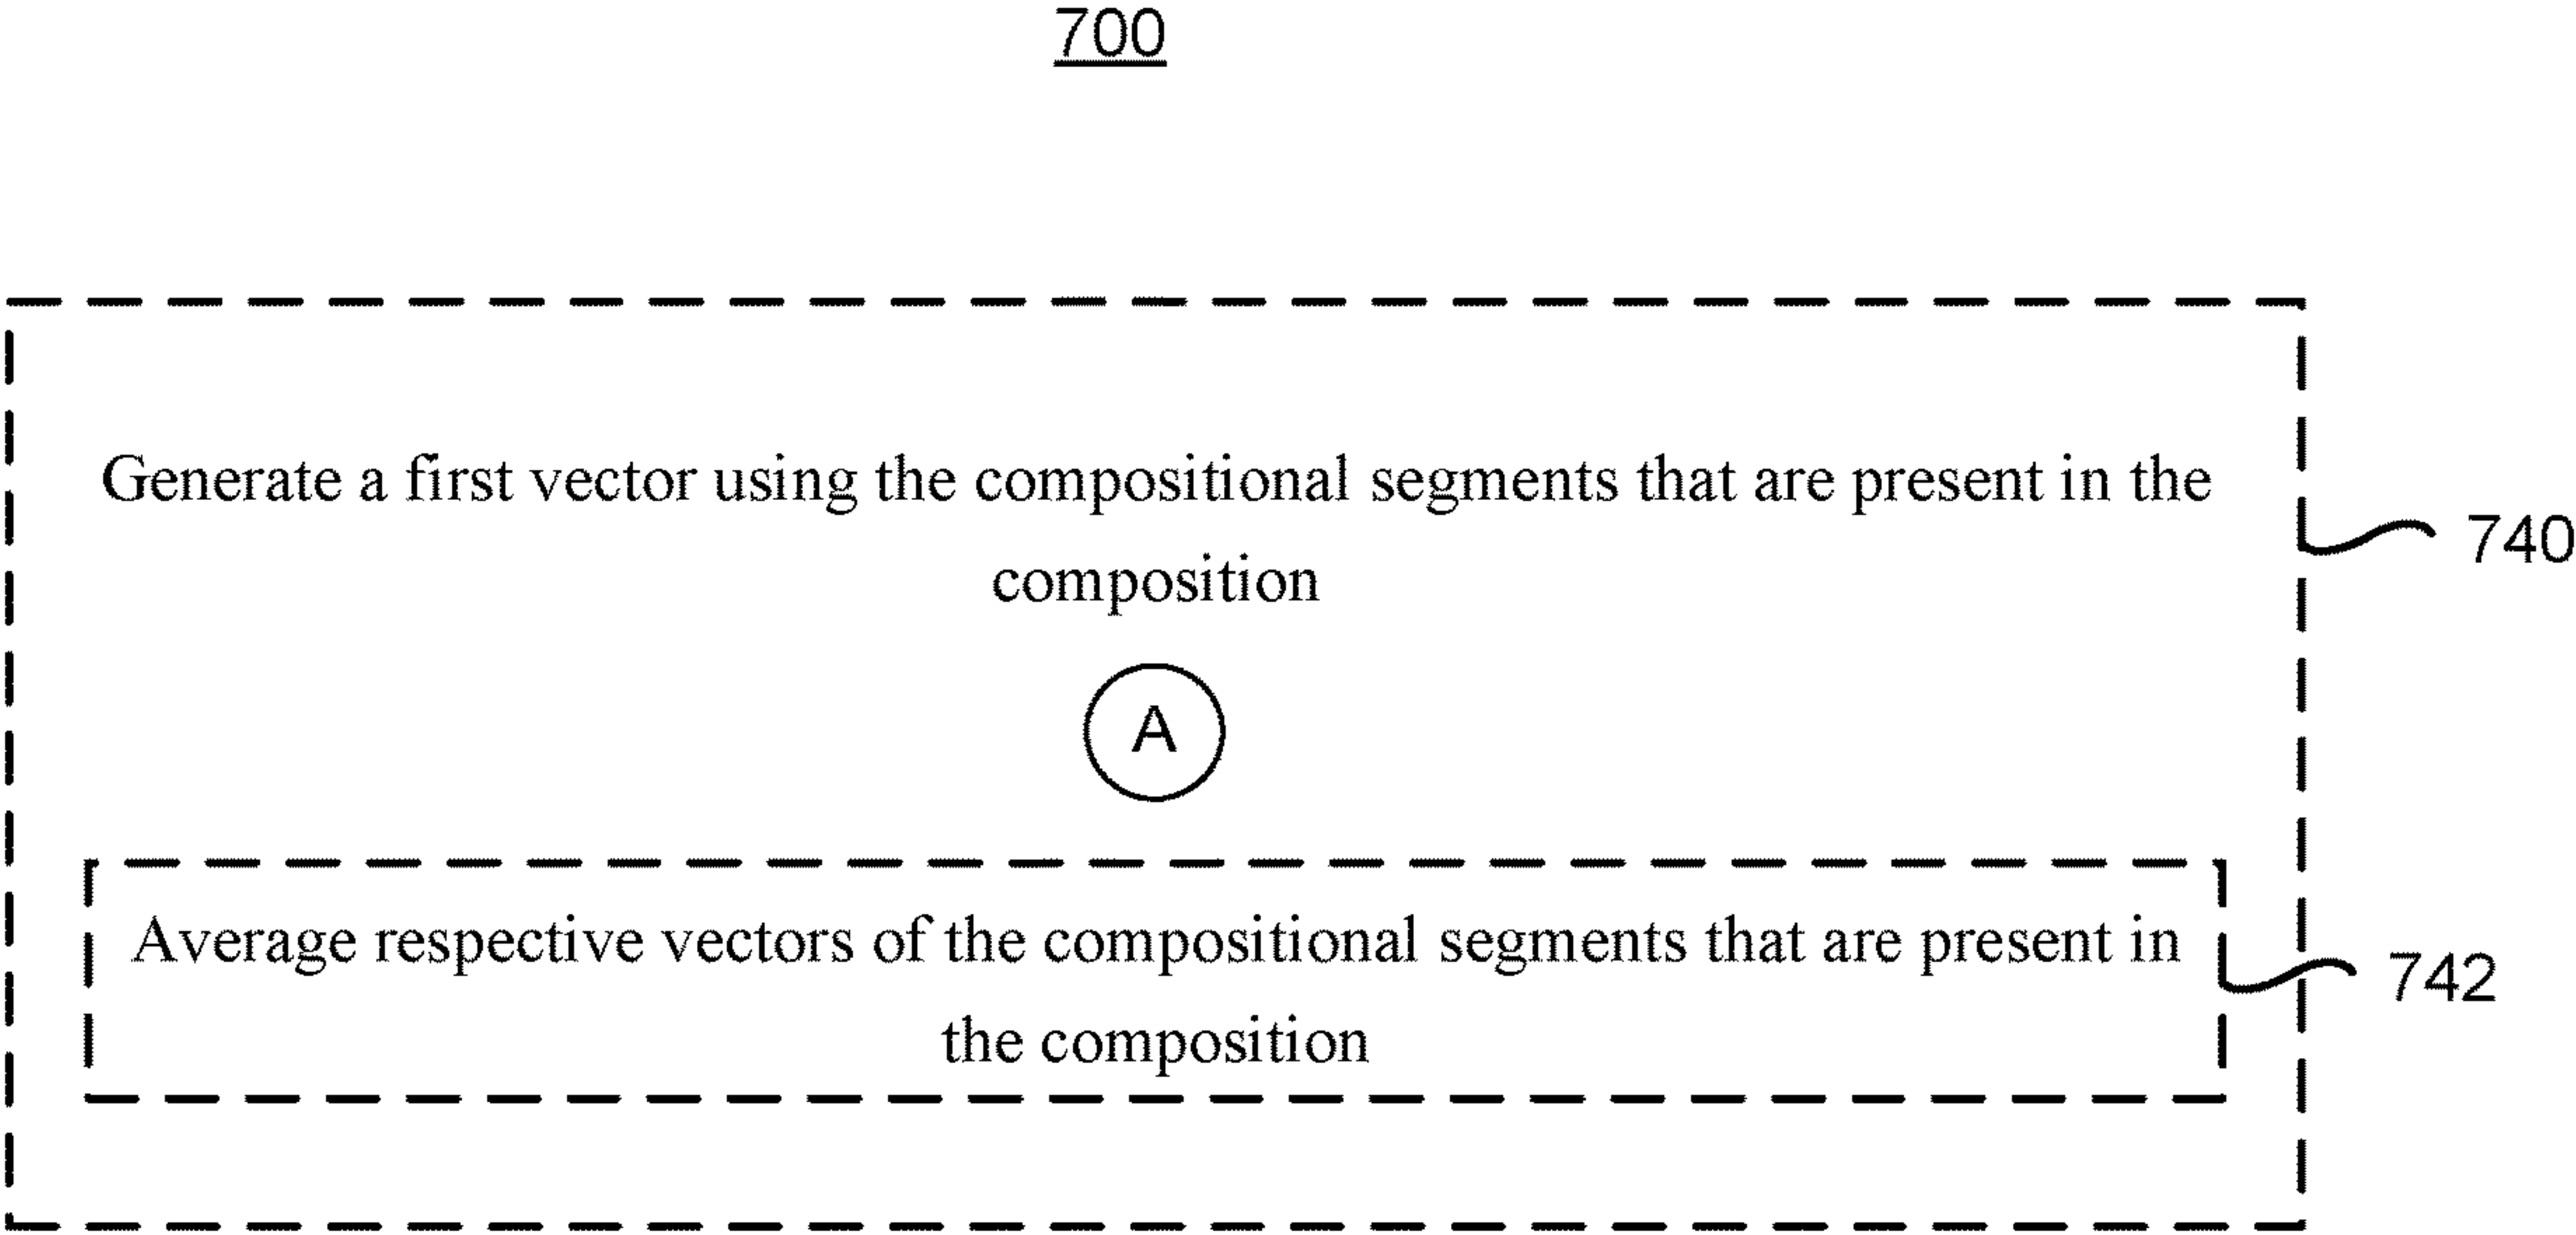 700
Generate a first vector using the compositional segments that are present in the
composition
740
A
Average respective vectors of the compositional segments that are present in
the composition
742